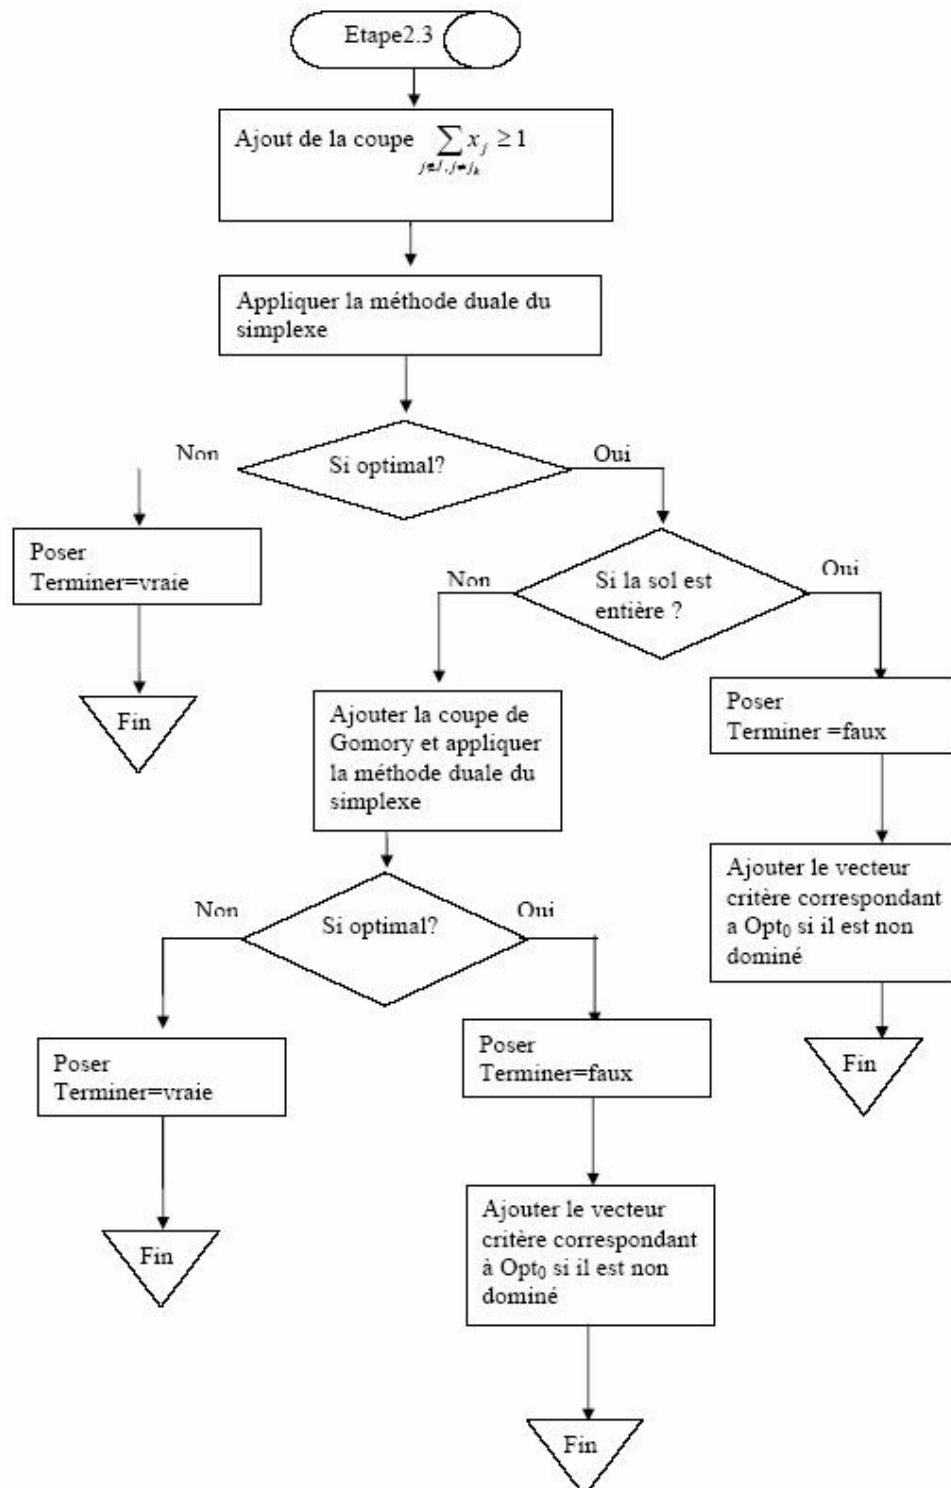 Etape2.3
Ajout de la coupe ∑ x_j ≥ 1
j∉J, j≠j_k
Appliquer la méthode duale du
simplexe
Non
Si optimal?
Oui
Poser
Terminer=vraie
Non
Si la sol est
entière ?
Oui
Fin
Ajouter la coupe de
Gomory et appliquer
la méthode duale du
simplexe
Poser
Terminer =faux
Ajouter le vecteur
critère correspondant
a Opt₀ si il est non
dominé
Non
Si optimal?
Oui
Poser
Terminer=vraie
Poser
Terminer=faux
Fin
Fin
Ajouter le vecteur
critère correspondant
à Opt₀ si il est non
dominé
Fin